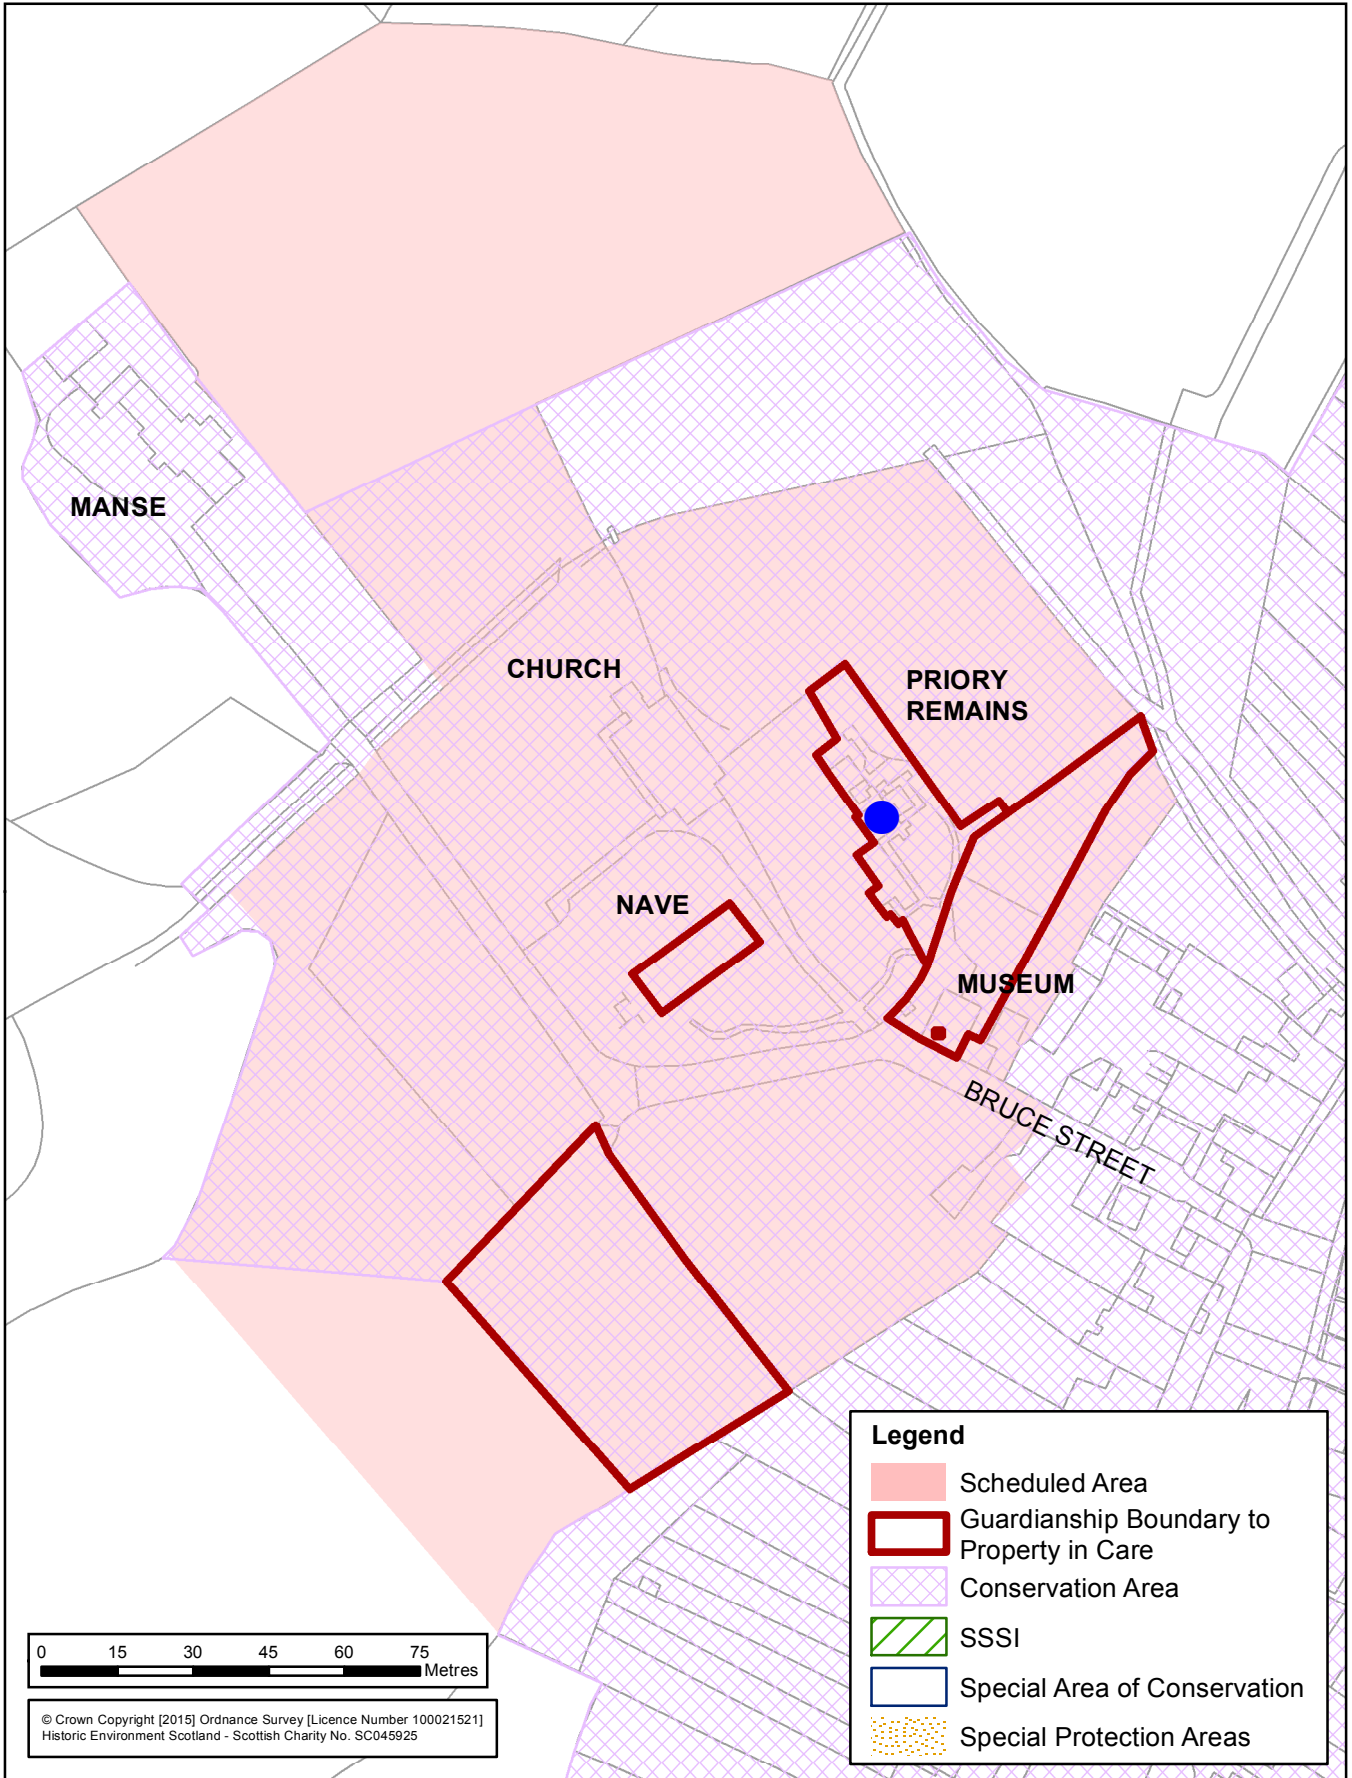 MANSE
CHURCH
PRIORY
REMAINS
NAVE
MUSEUM
BRUCE STREET
Legend
Scheduled Area
Guardianship Boundary to
Property in Care
Conservation Area
SSSI
Special Area of Conservation
Special Protection Areas
0 15 30 45 60 75
Metres
© Crown Copyright [2015] Ordnance Survey [Licence Number 100021521]
Historic Environment Scotland - Scottish Charity No. SC045925